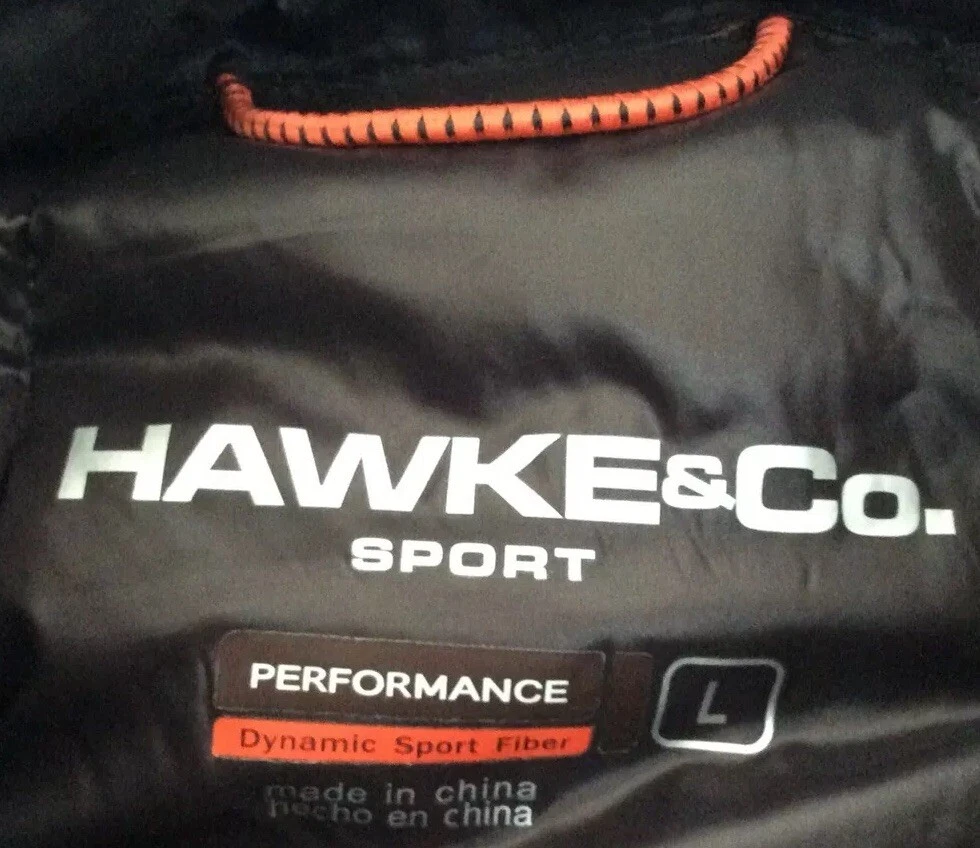 HAWKE&Co.
SPORT
PERFORMANCE
L
Dynamic Sport Fiber
made in china
hecho en china